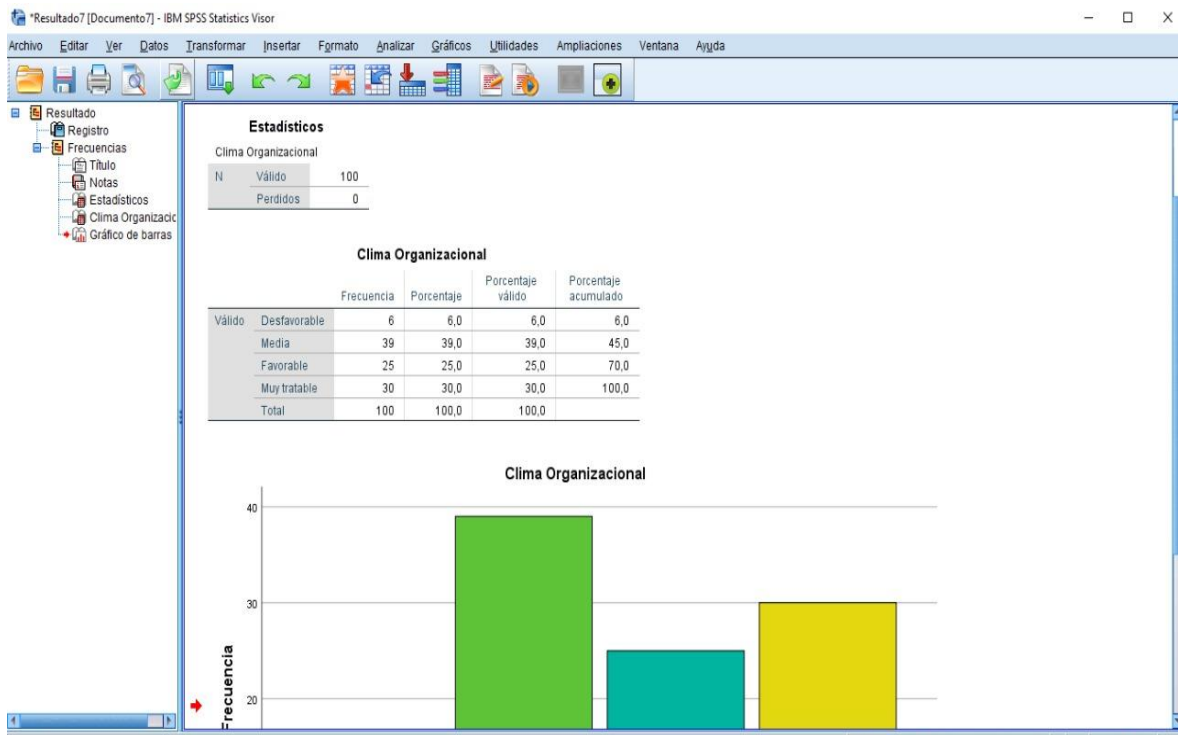 *Resultado7 [Documento7] - IBM SPSS Statistics Visor
Archivo Editar Ver Datos Transformar Insertar Formato Analizar Gráficos Utilidades Ampliaciones Ventana Ayuda
Resultado
Registro
Frecuencias
Título
Notas
Estadísticos
Clima Organizacic
Gráfico de barras
Estadísticos
Clima Organizacional
N Válido 100
Perdidos 0
Clima Organizacional
Frecuencia Porcentaje Porcentaje válido Porcentaje acumulado
Válido Desfavorable 6 6,0 6,0 6,0
Media 39 39,0 39,0 45,0
Favorable 25 25,0 25,0 70,0
Muy tratable 30 30,0 30,0 100,0
Total 100 100,0 100,0
Clima Organizacional
40
30
20
Frecuencia